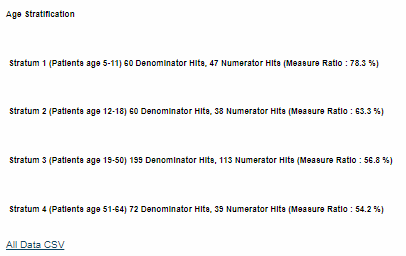 Age Stratification
Stratum 1 (Patients age 5-11) 60 Denominator Hits, 47 Numerator Hits (Measure Ratio : 78.3 %)
Stratum 2 (Patients age 12-18) 60 Denominator Hits, 38 Numerator Hits (Measure Ratio : 63.3 %)
Stratum 3 (Patients age 19-50) 199 Denominator Hits, 113 Numerator Hits (Measure Ratio : 56.8 %)
Stratum 4 (Patients age 51-64) 72 Denominator Hits, 39 Numerator Hits (Measure Ratio : 54.2 %)
All Data CSV